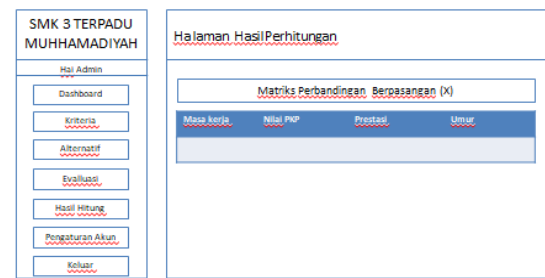 SMK 3 TERPADU
MUHHAMADIYAH
Hai Admin
Dashboard
Kriteria
Alternatif
Evalluasi
Hasil Hitung
Pengaturan Akun
Keluar
Halaman HasilPerhitungan
Matriks Perbandingan Berpasangan (X)
Masa kerja Nilai PKP Prestasi Umur